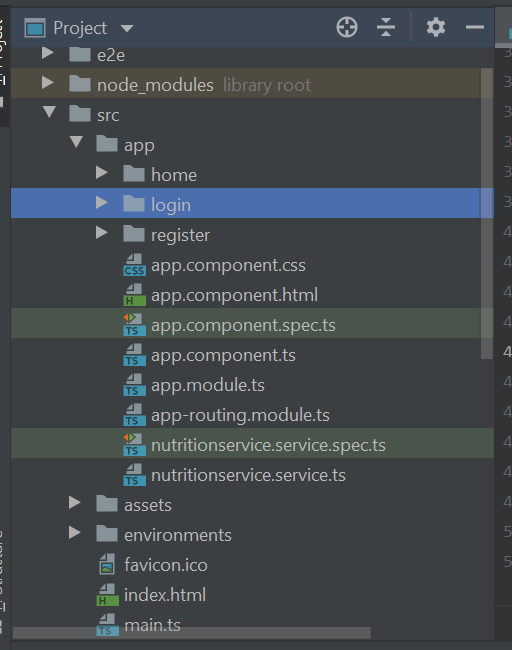 Project
e2e
node_modules library root
src
app
home
login
register
app.component.css
app.component.html
app.component.spec.ts
app.component.ts
app.module.ts
app-routing.module.ts
nutritionservice.service.spec.ts
nutritionservice.service.ts
assets
environments
favicon.ico
index.html
main.ts